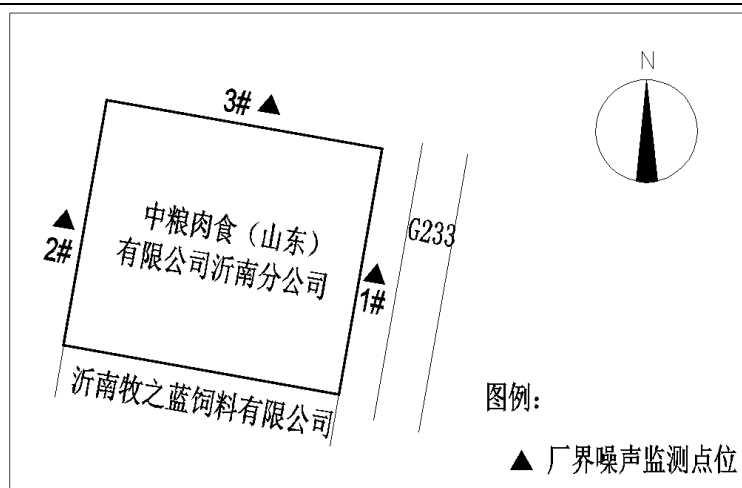 N
3# ▲
中粮肉食（山东）
有限公司沂南分公司
▲
2#
G233
▲
1#
沂南牧之蓝饲料有限公司
图例：
▲ 厂界噪声监测点位